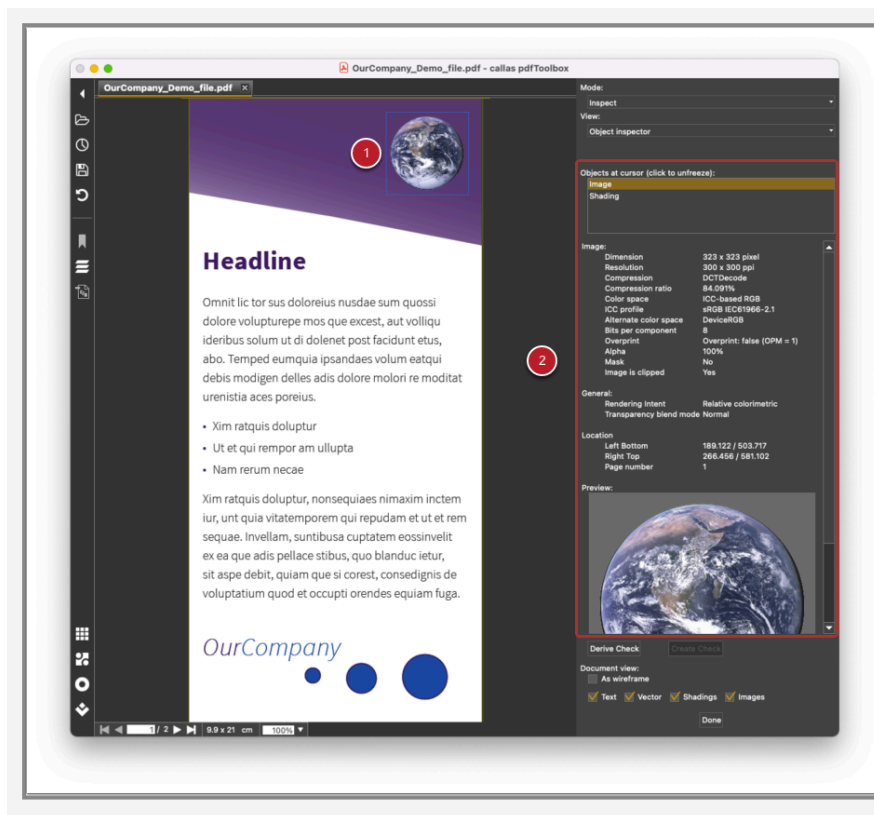 OurCompany_Demo_file.pdf - callas pdfToolbox
OurCompany_Demo_file.pdf ×
1
Headline
Omnit lic tor sus doloreius nusdae sum quossi
dolore volupturepe mos que excest, aut volliqu
ideribus solum ut di dolenet post facidunt etus,
abo. Temped eumquia ipsandaes volum eatqui
debis modigen delles adis dolore molori re moditat
urenistia aces poreius.
• Xim ratquis doluptur
• Ut et qui rempor am ullupta
• Nam rerum necae
Xim ratquis doluptur, nonsequiaes nimaxim inctem
iur, unt quia vitatemporem qui repudam et ut et rem
sequae. Invellam, suntibusa cuptatem eossinvelit
ex ea que adis pellace stibus, quo blanduc ietur,
sit aspe debit, quiam que si corest, consedignis de
voluptatium quod et occupti orendes equiam fuga.
OurCompany
1 / 2 9.9 x 21 cm 100%
Mode:
Inspect
View:
Object inspector
2
Objects at cursor (click to unfreeze):
Image
Shading
Image:
Dimension 323 x 323 pixel
Resolution 300 x 300 ppi
Compression DCTDecode
Compression ratio 84.091%
Color space ICC-based RGB
ICC profile sRGB IEC61966-2.1
Alternate color space DeviceRGB
Bits per component 8
Overprint Overprint: false (OPM = 1)
Alpha 100%
Mask No
Image is clipped Yes
General:
Rendering Intent Relative colorimetric
Transparency blend mode Normal
Location
Left Bottom 189.122 / 503.717
Right Top 266.456 / 581.102
Page number 1
Preview:
Derive Check Create Check
Document view:
As wireframe
Text Vector Shadings Images
Done